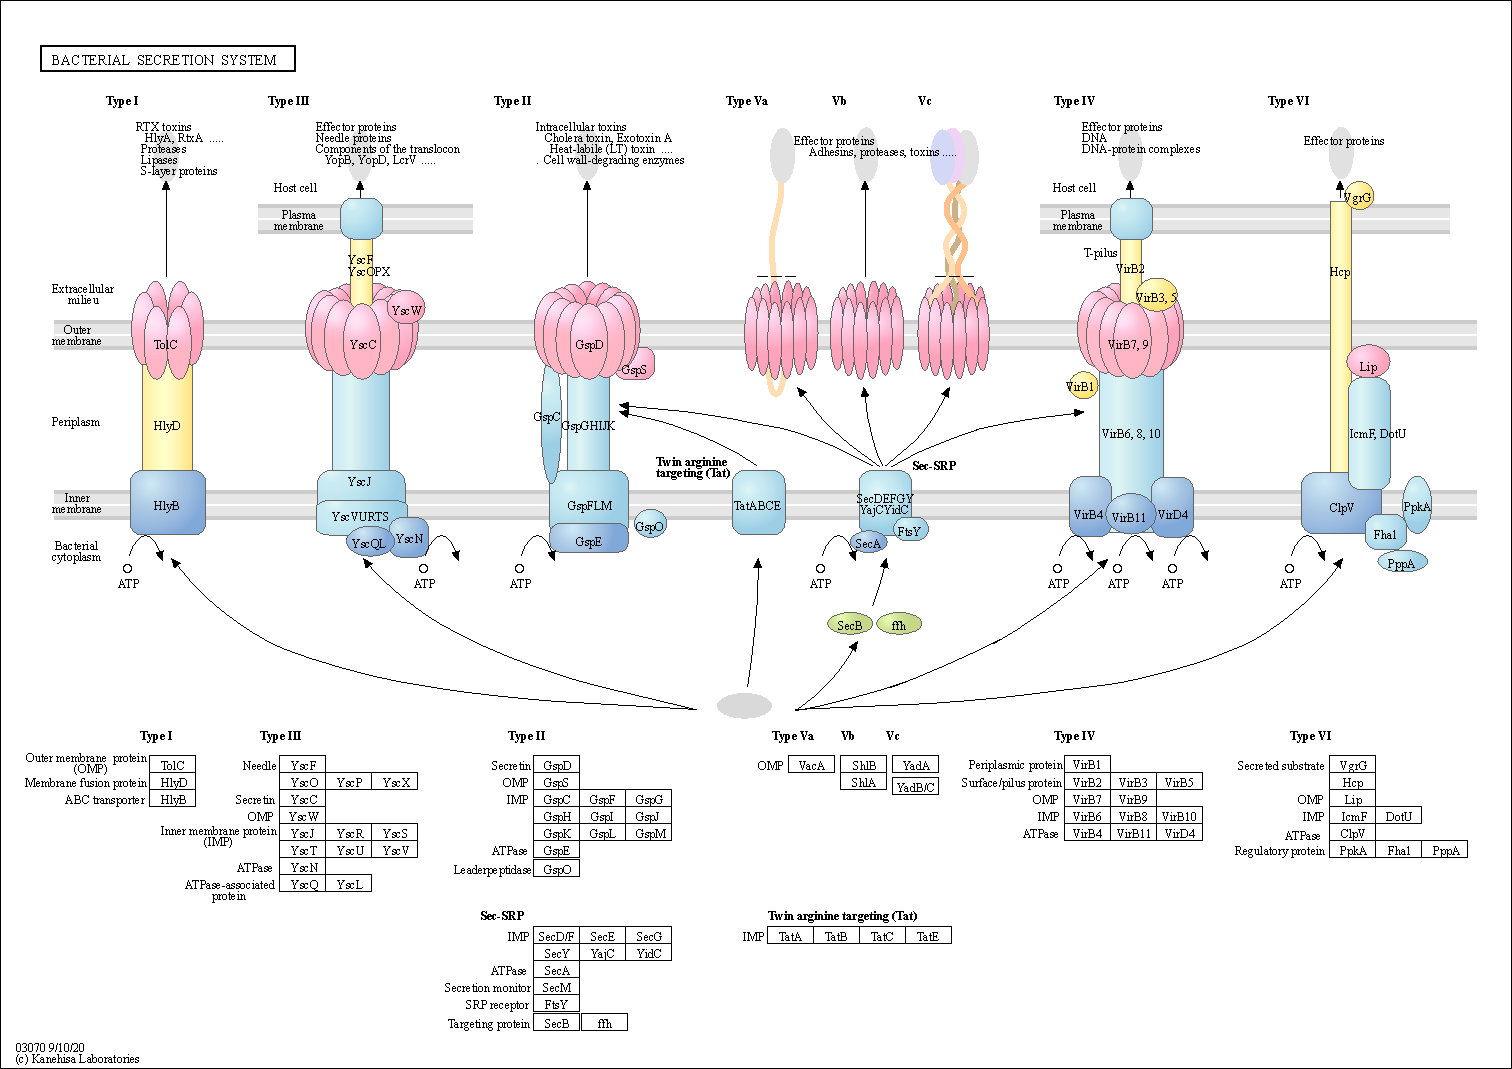 BACTERIAL SECRETION SYSTEM
Type I
Type III
Type II
Type Va
Vb
Vc
Type IV
Type VI
RTX toxins
HlyA, RtxA .....
Proteases
Lipases
S-layer proteins
Effector proteins
Needle proteins
Components of the translocon
YopB, YopD, LcrV .....
Intracellular toxins
Cholera toxin, Exotoxin A
Heat-labile (LT) toxin ....
. Cell wall-degrading enzymes
Effector proteins
Adhesins, proteases, toxins .....
Effector proteins
DNA
DNA-protein complexes
Effector proteins
Host cell
Plasma
membrane
Host cell
Plasma
membrane
VgrG
YscF
YscOPX
T-pilus
VirB2
Hcp
Extracellular
milieu
YscW
VirB3, 5
Outer
membrane
TolC
YscC
GspD
GspS
VirB7, 9
VirB1
Lip
Periplasm
HlyD
GspC
GspGHIJK
VirB6, 8, 10
IcmF, DotU
Twin arginine
targeting (Tat)
Sec-SRP
Inner
membrane
HlyB
YscJ
YscVURTS
YscQL
YscN
GspFLM
GspE
GspO
TatABCE
SecDEFGY
YajCYidC
FtsY
SecA
VirB4
VirB11
VirD4
ClpV
PpkA
Fha1
PppA
Bacterial
cytoplasm
ATP
ATP
ATP
ATP
ATP
ATP
ATP
ATP
SecB
ffh
Type I
Outer membrane protein
(OMP)
TolC
Membrane fusion protein
HlyD
ABC transporter
HlyB
Type III
Needle
YscF
YscO YscP YscX
Secretin
YscC
OMP
YscW
Inner membrane protein
(IMP)
YscJ YscR YscS
YscT YscU YscV
ATPase
YscN
ATPase-associated
protein
YscQ YscL
Type II
Secretin
GspD
OMP
GspS
IMP
GspC GspF GspG
GspH GspI GspJ
GspK GspL GspM
ATPase
GspE
Leaderpeptidase
GspO
Type Va
Vb
Vc
OMP
VacA
ShlB
YadA
ShlA
YadB/C
Type IV
Periplasmic protein
VirB1
Surface/pilus protein
VirB2 VirB3 VirB5
OMP
VirB7 VirB9
IMP
VirB6 VirB8 VirB10
ATPase
VirB4 VirB11 VirD4
Type VI
Secreted substrate
VgrG
Hcp
OMP
Lip
IMP
IcmF DotU
ATPase
ClpV
Regulatory protein
PpkA Fha1 PppA
Sec-SRP
IMP
SecD/F SecE SecG
SecY YajC YidC
ATPase
SecA
Secretion monitor
SecM
SRP receptor
FtsY
Targeting protein
SecB ffh
Twin arginine targeting (Tat)
IMP
TatA TatB TatC TatE
03070 9/10/20
(c) Kanehisa Laboratories